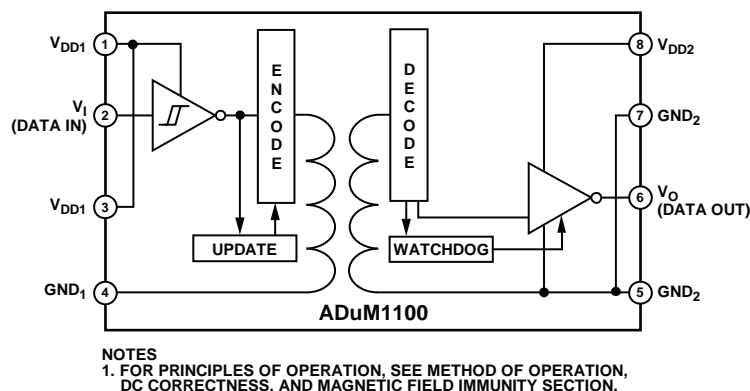 V_DD1 1
V_I 2
(DATA IN)
V_DD1 3
GND_1 4
ENCODE
UPDATE
DECODE
WATCHDOG
8 V_DD2
7 GND_2
6 V_O
(DATA OUT)
5 GND_2
ADuM1100
NOTES
1. FOR PRINCIPLES OF OPERATION, SEE METHOD OF OPERATION,
DC CORRECTNESS, AND MAGNETIC FIELD IMMUNITY SECTION.